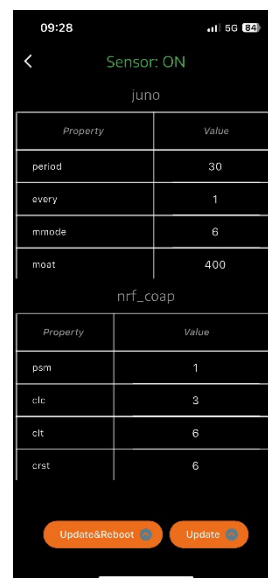 09:28 5G 84
Sensor: ON
juno
Property Value
period 30
every 1
mmode 6
moat 400
nrf_coap
Property Value
psm 1
clc 3
clt 6
crst 6
Update&Reboot Update